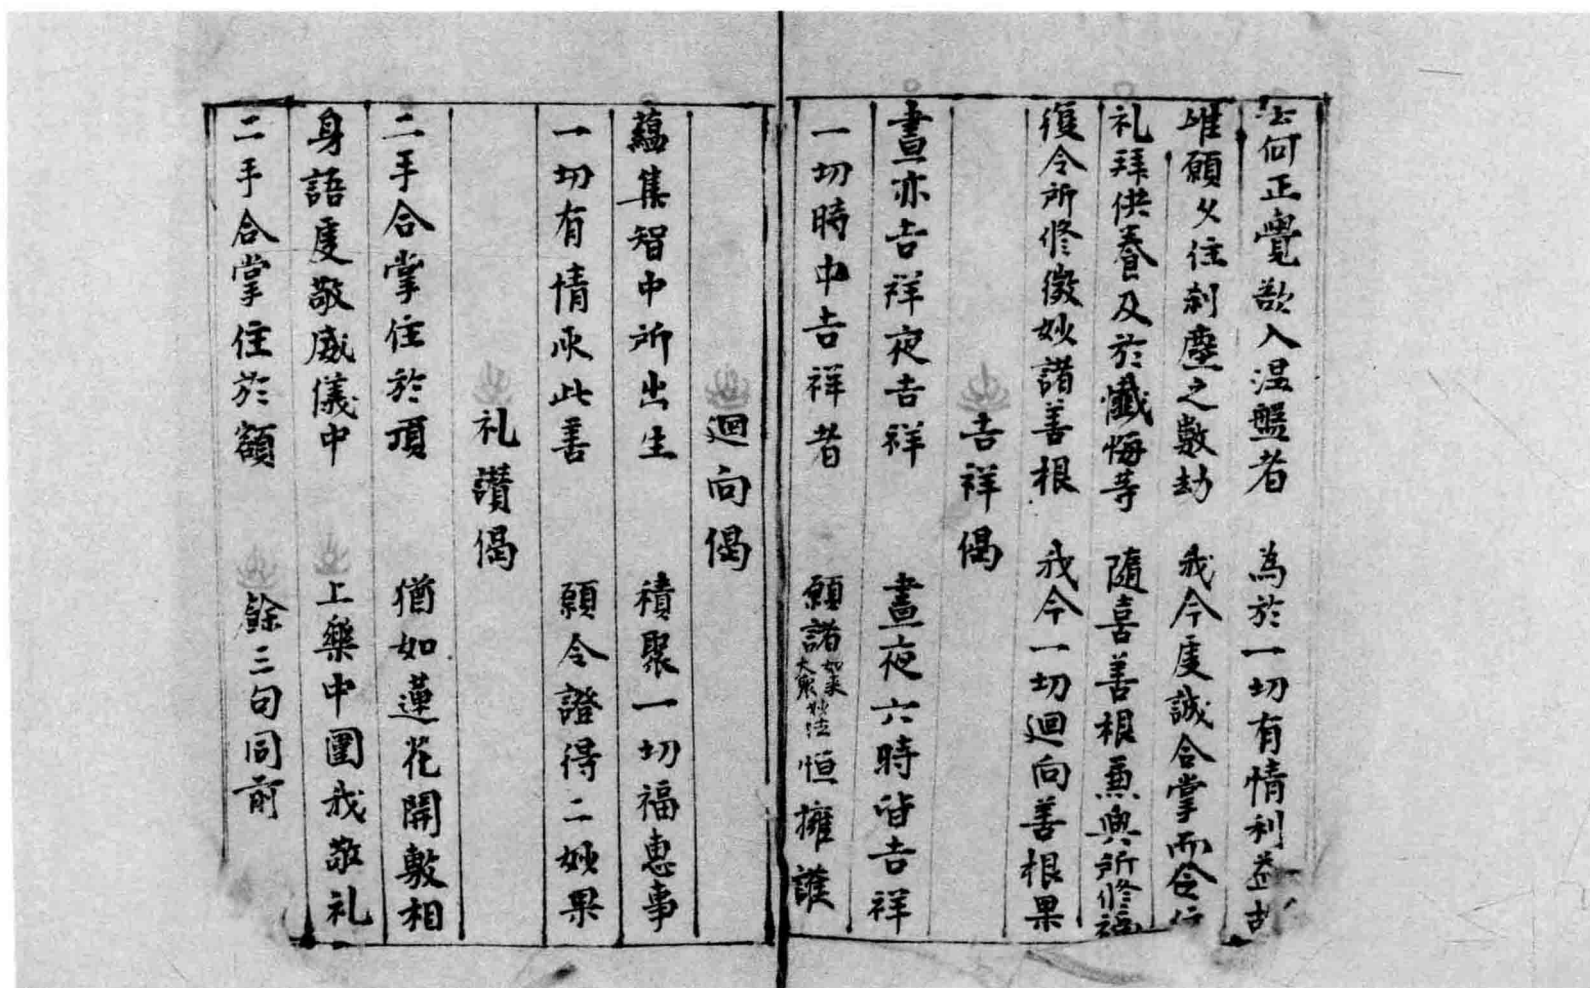 何正覺欲入涅盤者 為於一切有情利益故
唯願久住剎塵之數劫 我今虔誠合掌而
礼拜供養及於懺悔等 隨喜善根兼與所修福
復令所修微妙諸善根 我今一切迴向善根果
吉祥偈
晝亦吉祥夜吉祥 晝夜六時皆吉祥
一切時中吉祥者 願諸如来大衆妙法恒擁護
迴向偈
蘊集智中所出生 積聚一切福惠事
一切有情承此善 願令證得二妙果
礼讃偈
二手合掌住於頂 猶如蓮花開敷相
身語虔敬威儀中 上樂中圍我敬礼
二手合掌住於額 餘三句同前